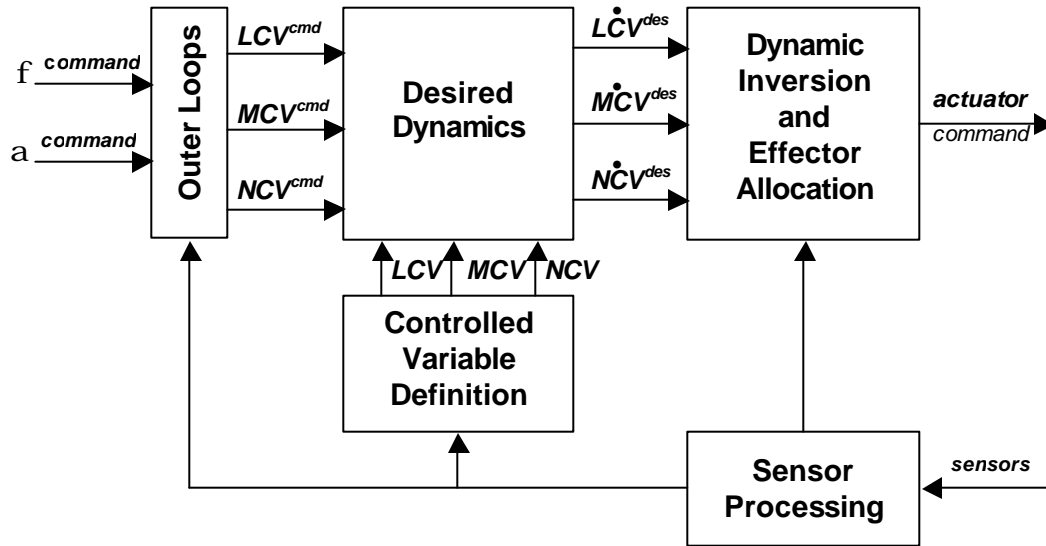 f command
a command
Outer Loops
LCV^cmd
MCV^cmd
NCV^cmd
Desired
Dynamics
LĊV^des
MĊV^des
NĊV^des
Dynamic
Inversion
and
Effector
Allocation
actuator
command
LCV MCV NCV
Controlled
Variable
Definition
Sensor
Processing
sensors